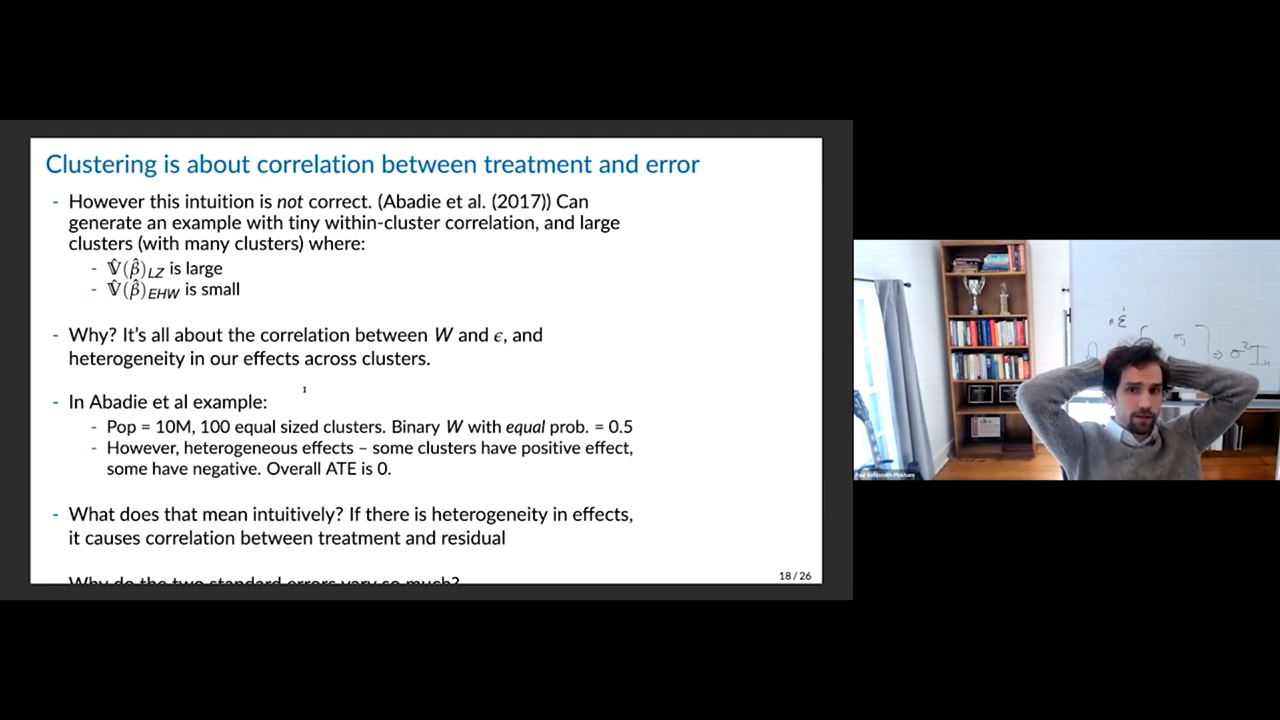 Clustering is about correlation between treatment and error
- However this intuition is not correct. (Abadie et al. (2017)) Can
generate an example with tiny within-cluster correlation, and large
clusters (with many clusters) where:
- 𝕍̂(β̂)LZ is large
- 𝕍̂(β̂)EHW is small
- Why? It's all about the correlation between W and ϵ, and
heterogeneity in our effects across clusters.
- In Abadie et al example:
- Pop = 10M, 100 equal sized clusters. Binary W with equal prob. = 0.5
- However, heterogeneous effects – some clusters have positive effect,
some have negative. Overall ATE is 0.
- What does that mean intuitively? If there is heterogeneity in effects,
it causes correlation between treatment and residual
Why do the two standard errors vary so much?
18 / 26
Paul Goldsmith-Pinkham
⇒ σ²Iₙ